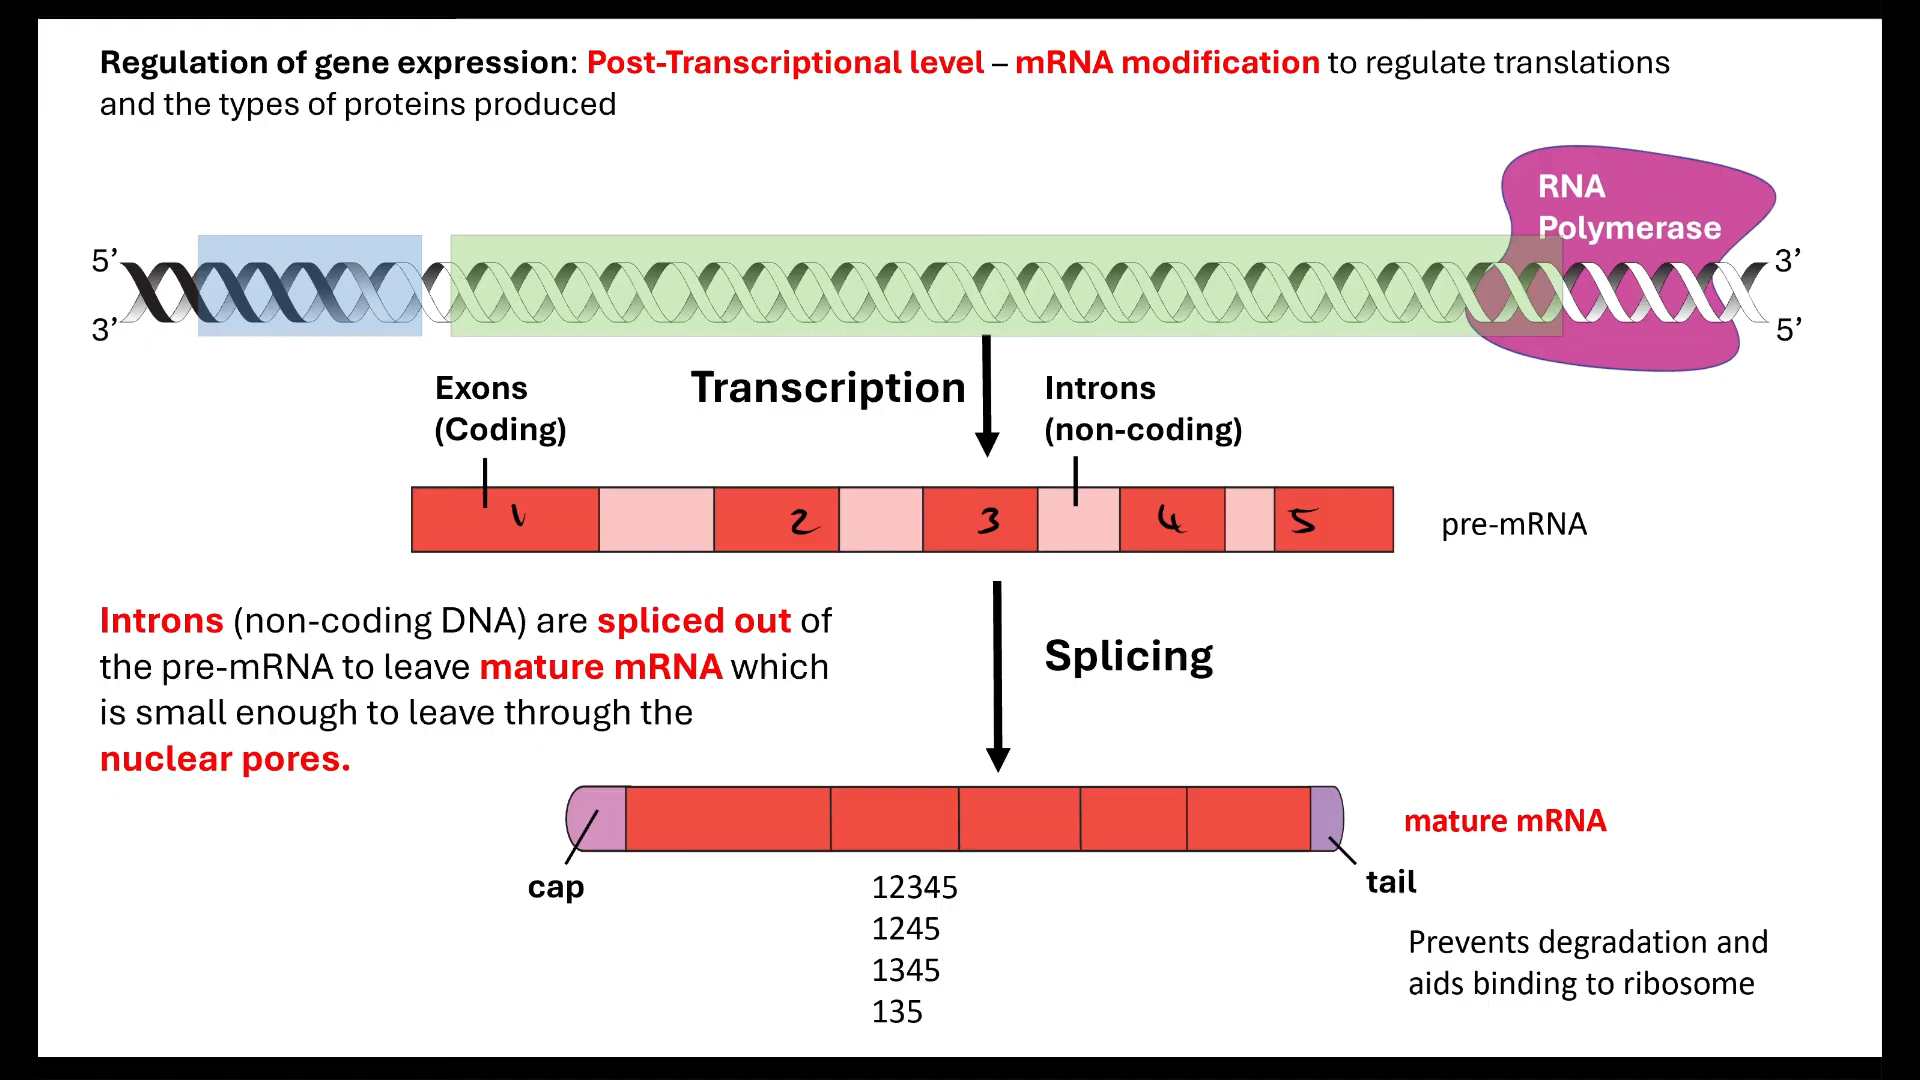 Regulation of gene expression: Post-Transcriptional level – mRNA modification to regulate translations
and the types of proteins produced
RNA
Polymerase
5’
3’
3’
5’
Exons
(Coding)
Transcription
Introns
(non-coding)
1
2
3
4
5
pre-mRNA
Introns (non-coding DNA) are spliced out of
the pre-mRNA to leave mature mRNA which
is small enough to leave through the
nuclear pores.
Splicing
mature mRNA
cap
tail
12345
1245
1345
135
Prevents degradation and
aids binding to ribosome